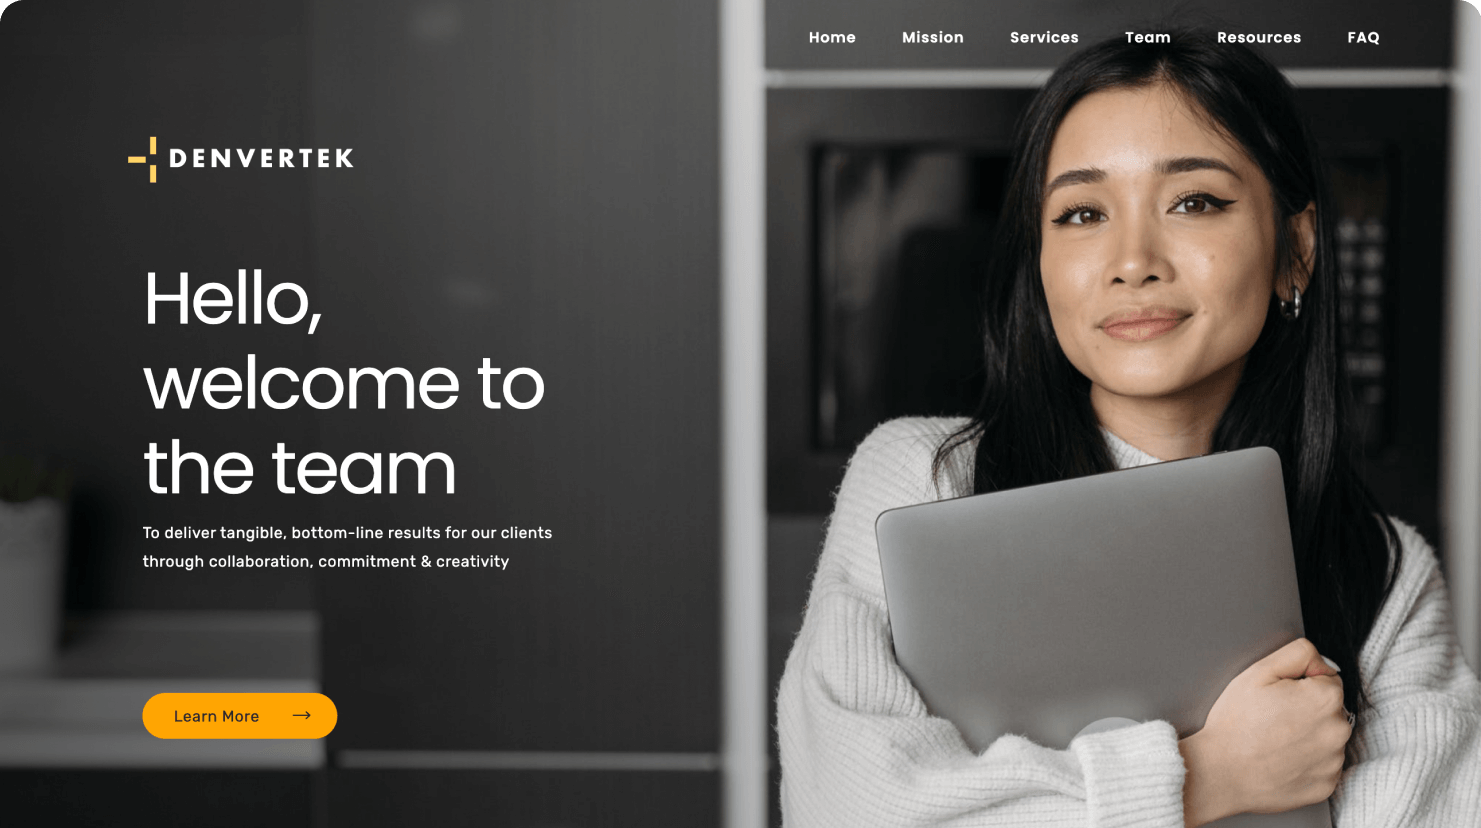 Home Mission Services Team Resources FAQ
DENVERTEK
Hello,
welcome to
the team
To deliver tangible, bottom-line results for our clients
through collaboration, commitment & creativity
Learn More →